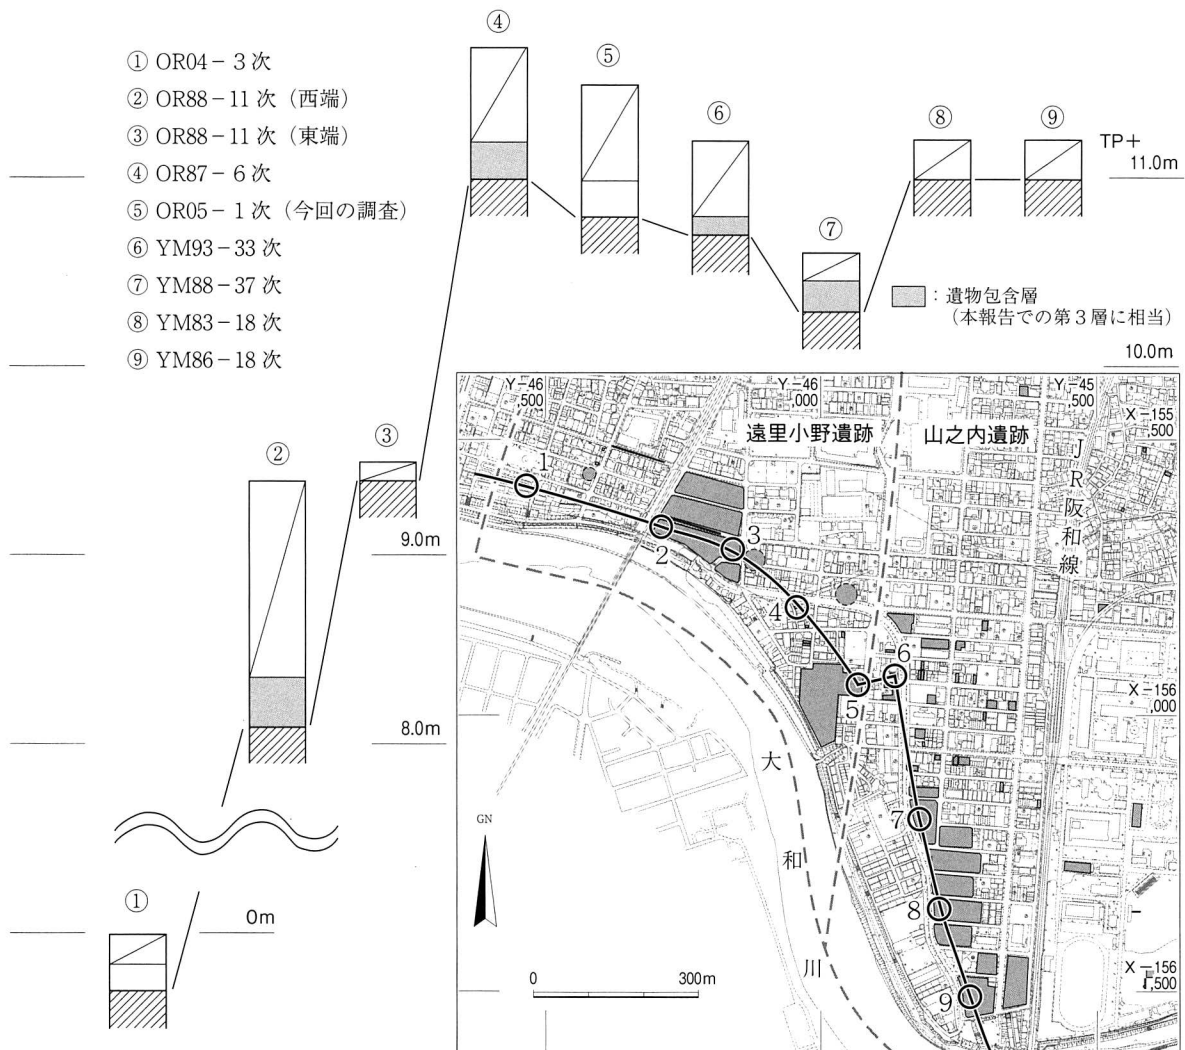 ① OR04－3次
② OR88－11次（西端）
③ OR88－11次（東端）
④ OR87－6次
⑤ OR05－1次（今回の調査）
⑥ YM93－33次
⑦ YM88－37次
⑧ YM83－18次
⑨ YM86－18次
④
⑤
⑥
⑦
⑧
⑨
TP＋
11.0m
：遺物包含層
（本報告での第3層に相当）
10.0m
②
③
9.0m
8.0m
①
0m
Y－46
,500
Y－46
,000
Y－45
,500
X－155
,500
遠里小野遺跡
山之内遺跡
JR阪和線
1
2
3
4
5
6
X－156
,000
7
8
9
大和川
GN
0
300m
X－156
,500